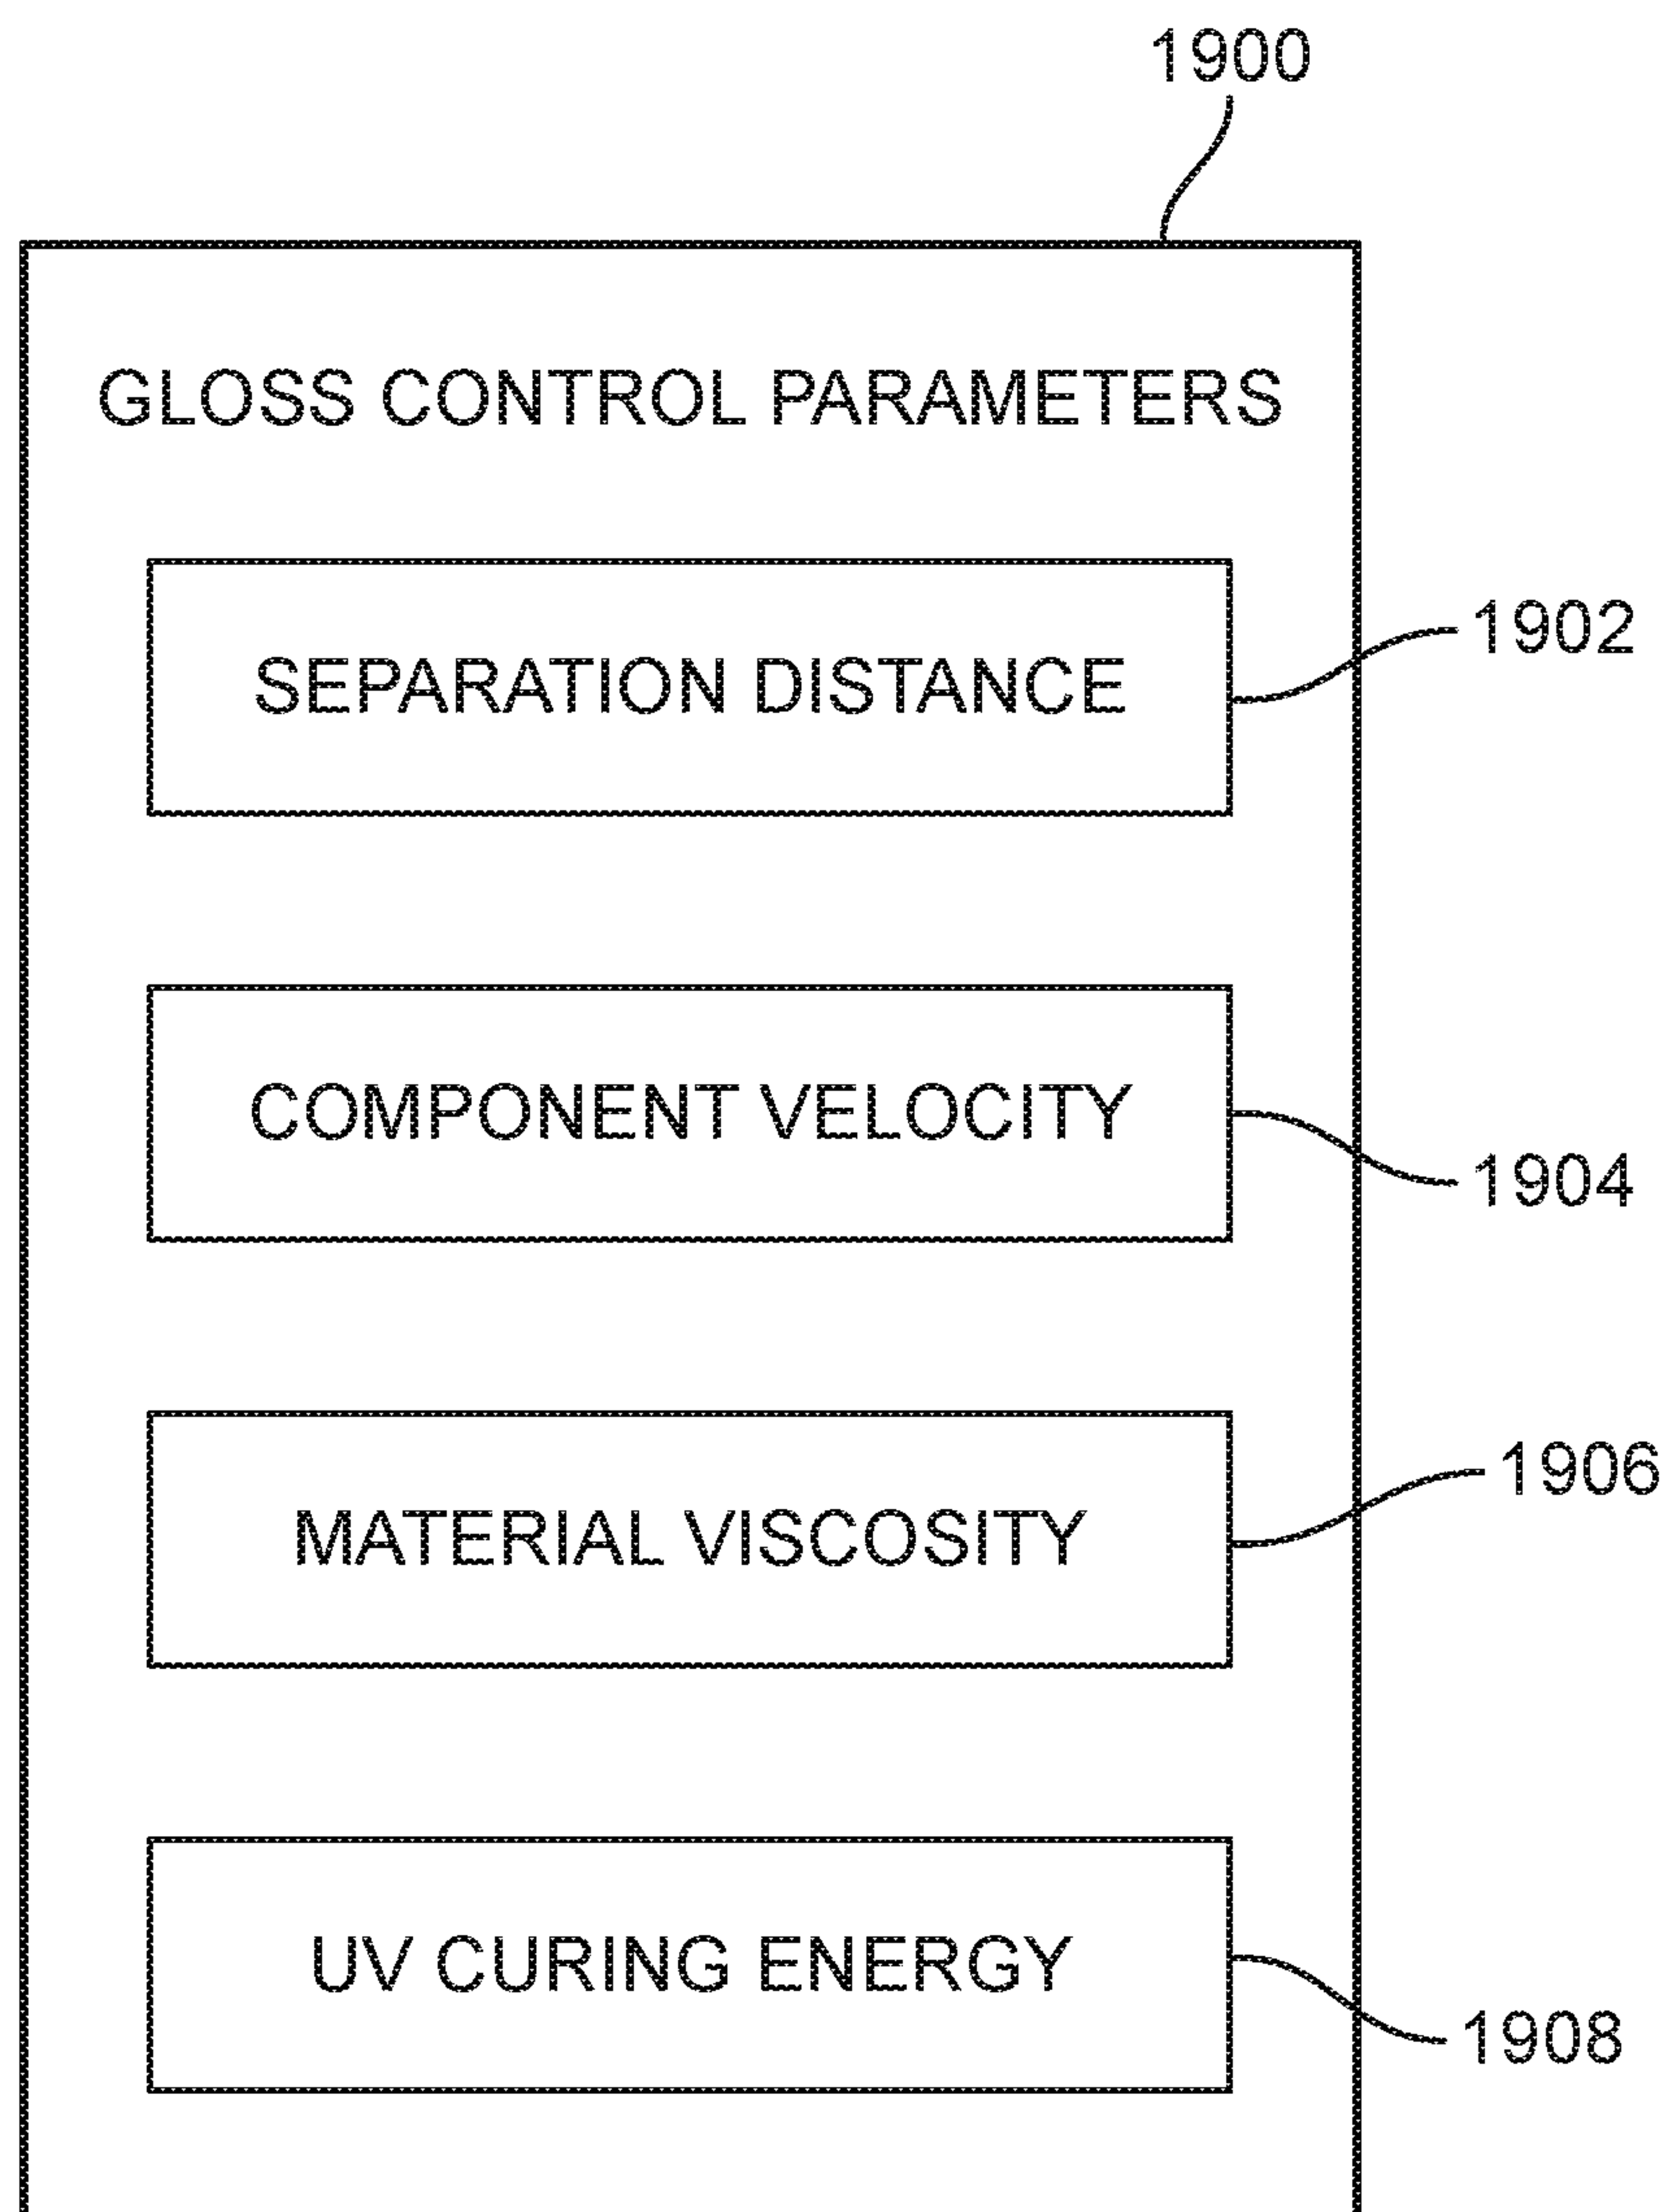 1900
GLOSS CONTROL PARAMETERS
SEPARATION DISTANCE
1902
COMPONENT VELOCITY
1904
MATERIAL VISCOSITY
1906
UV CURING ENERGY
1908